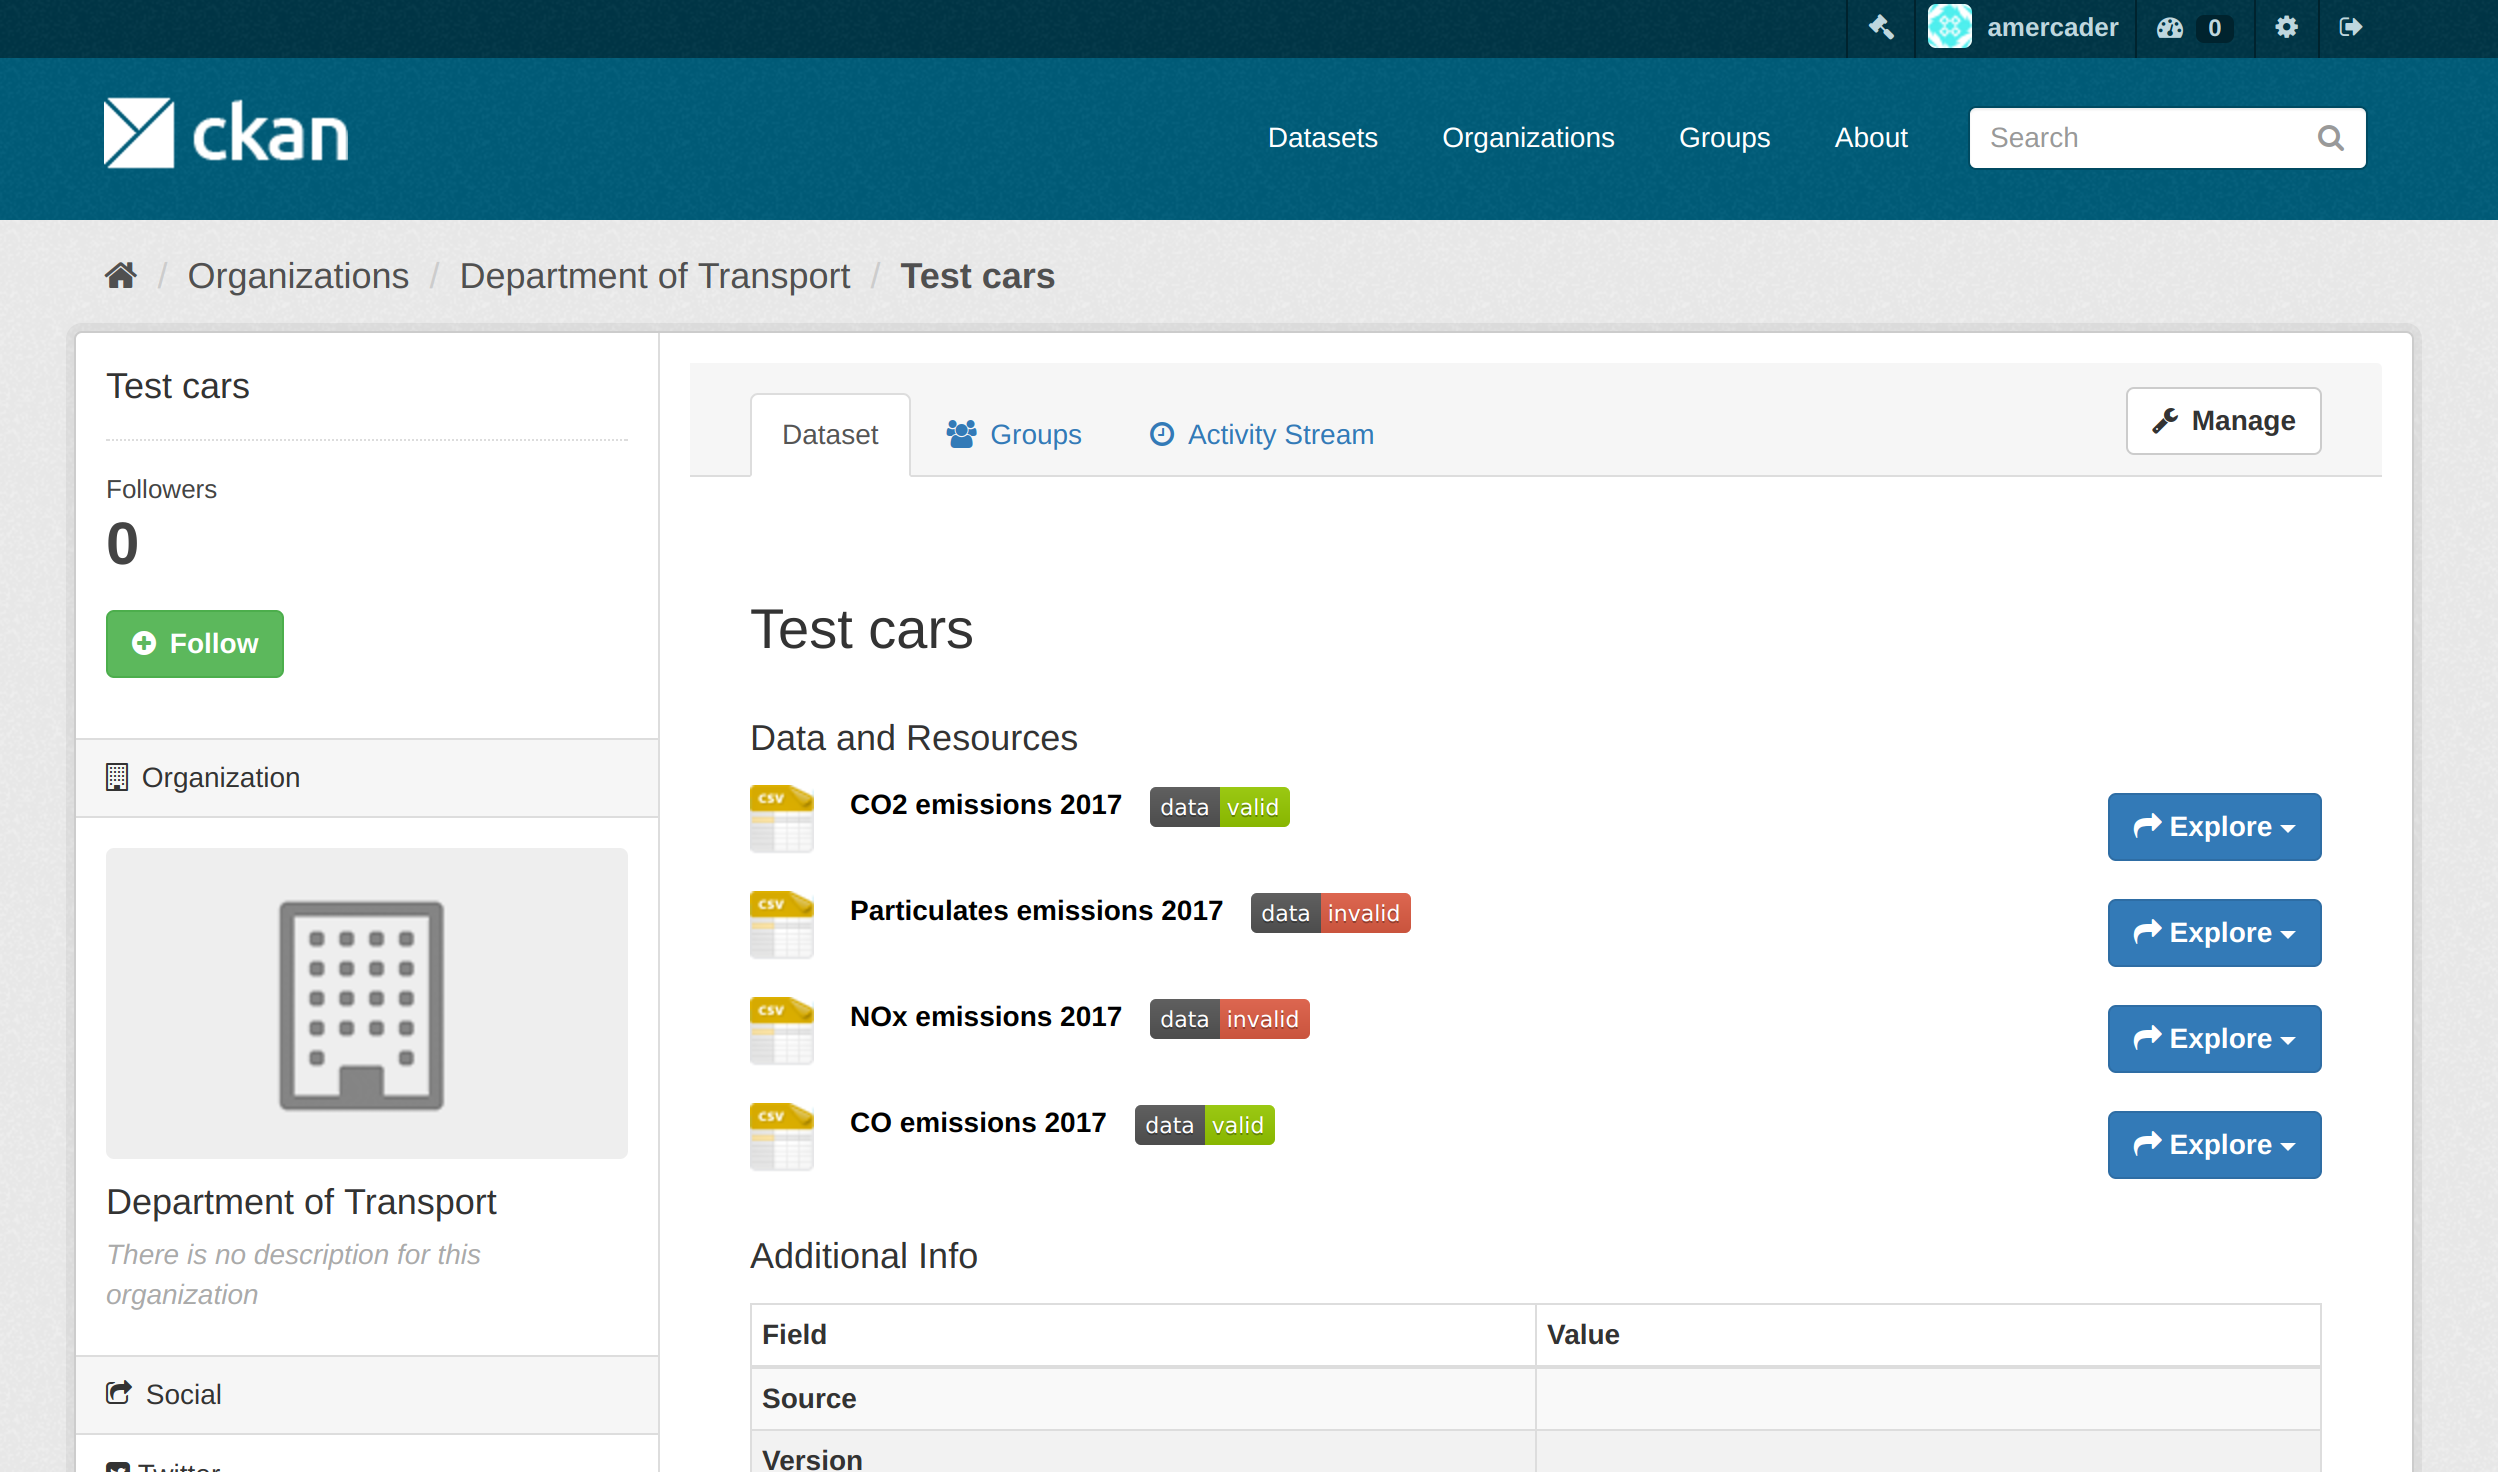 amercader 0
ckan
Datasets Organizations Groups About Search
/ Organizations / Department of Transport / Test cars
Test cars
Followers
0
Follow
Organization
Department of Transport
There is no description for this
organization
Social
Twitter
Dataset Groups Activity Stream Manage
Test cars
Data and Resources
CSV CO2 emissions 2017 data valid Explore
CSV Particulates emissions 2017 data invalid Explore
CSV NOx emissions 2017 data invalid Explore
CSV CO emissions 2017 data valid Explore
Additional Info
Field Value
Source
Version